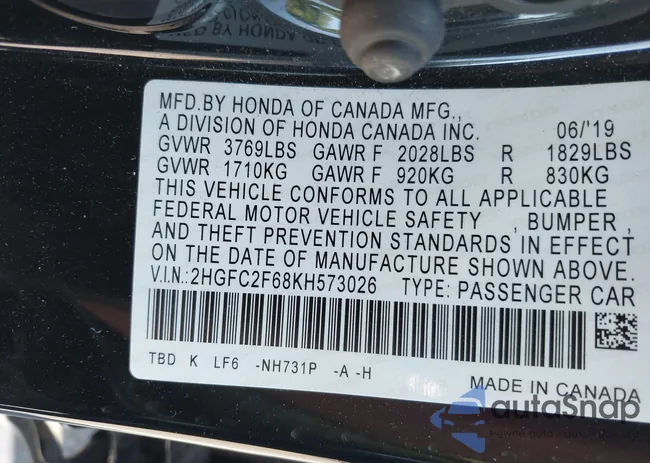 MFD.BY HONDA OF CANADA MFG.,
A DIVISION OF HONDA CANADA INC. 06/'19
GVWR 3769LBS GAWR F 2028LBS R 1829LBS
GVWR 1710KG GAWR F 920KG R 830KG
THIS VEHICLE CONFORMS TO ALL APPLICABLE
FEDERAL MOTOR VEHICLE SAFETY , BUMPER ,
AND THEFT PREVENTION STANDARDS IN EFFECT
ON THE DATE OF MANUFACTURE SHOWN ABOVE.
V.I.N.:2HGFC2F68KH573026 TYPE: PASSENGER CAR
TBD K LF6 -NH731P -A -H
MADE IN CANADA
autoSnap